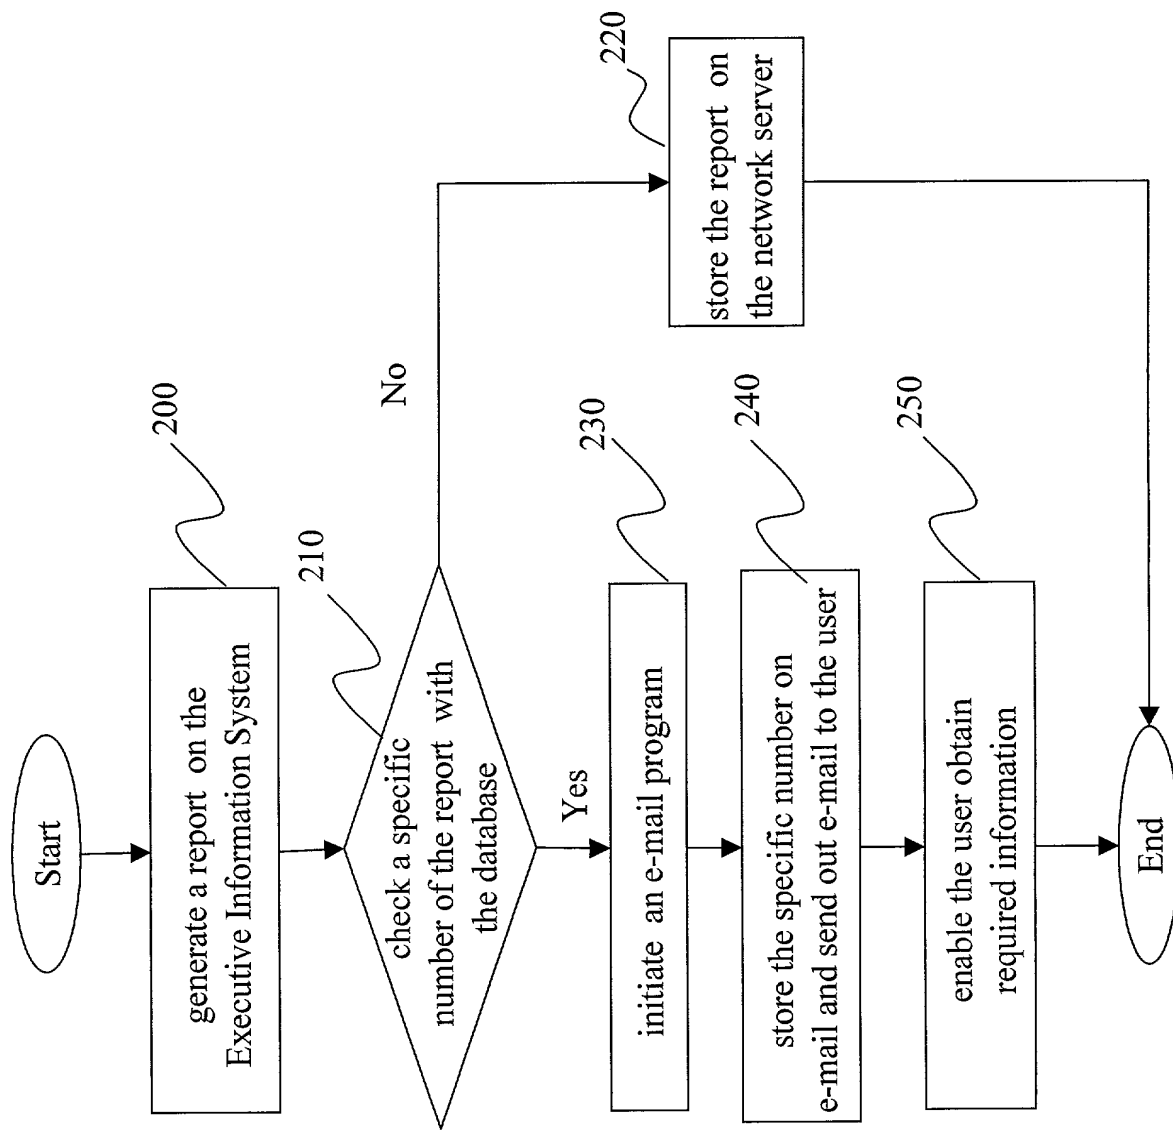 Start
generate a report on the
Executive Information System
200
check a specific
number of the report with
the database
210
No
store the report on
the network server
220
Yes
initiate an e-mail program
230
store the specific number on
e-mail and send out e-mail to the user
240
enable the user obtain
required information
250
End